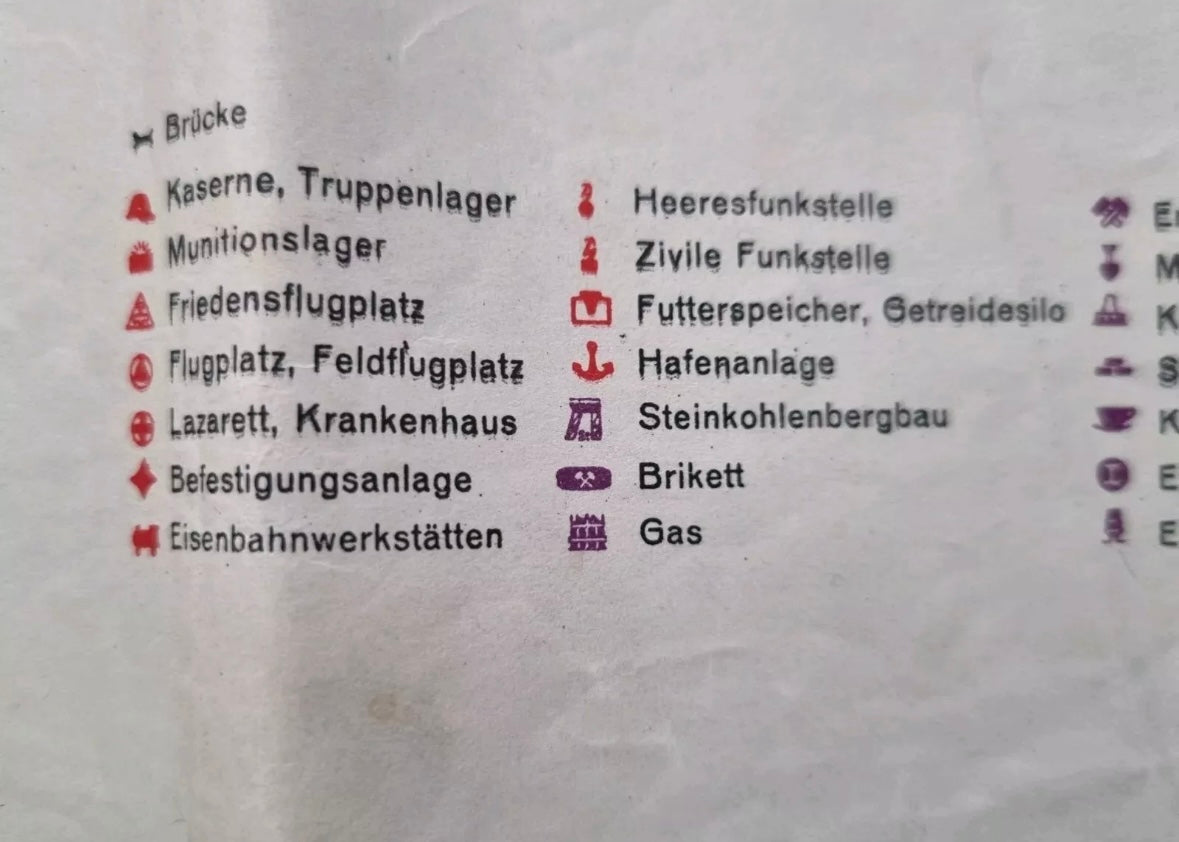 Brücke
Kaserne, Truppenlager
Munitionslager
Friedensflugplatz
Flugplatz, Feldflugplatz
Lazarett, Krankenhaus
Befestigungsanlage
Eisenbahnwerkstätten
Heeresfunkstelle
Zivile Funkstelle
Futterspeicher, Getreidesilo
Hafenanlage
Steinkohlenbergbau
Brikett
Gas